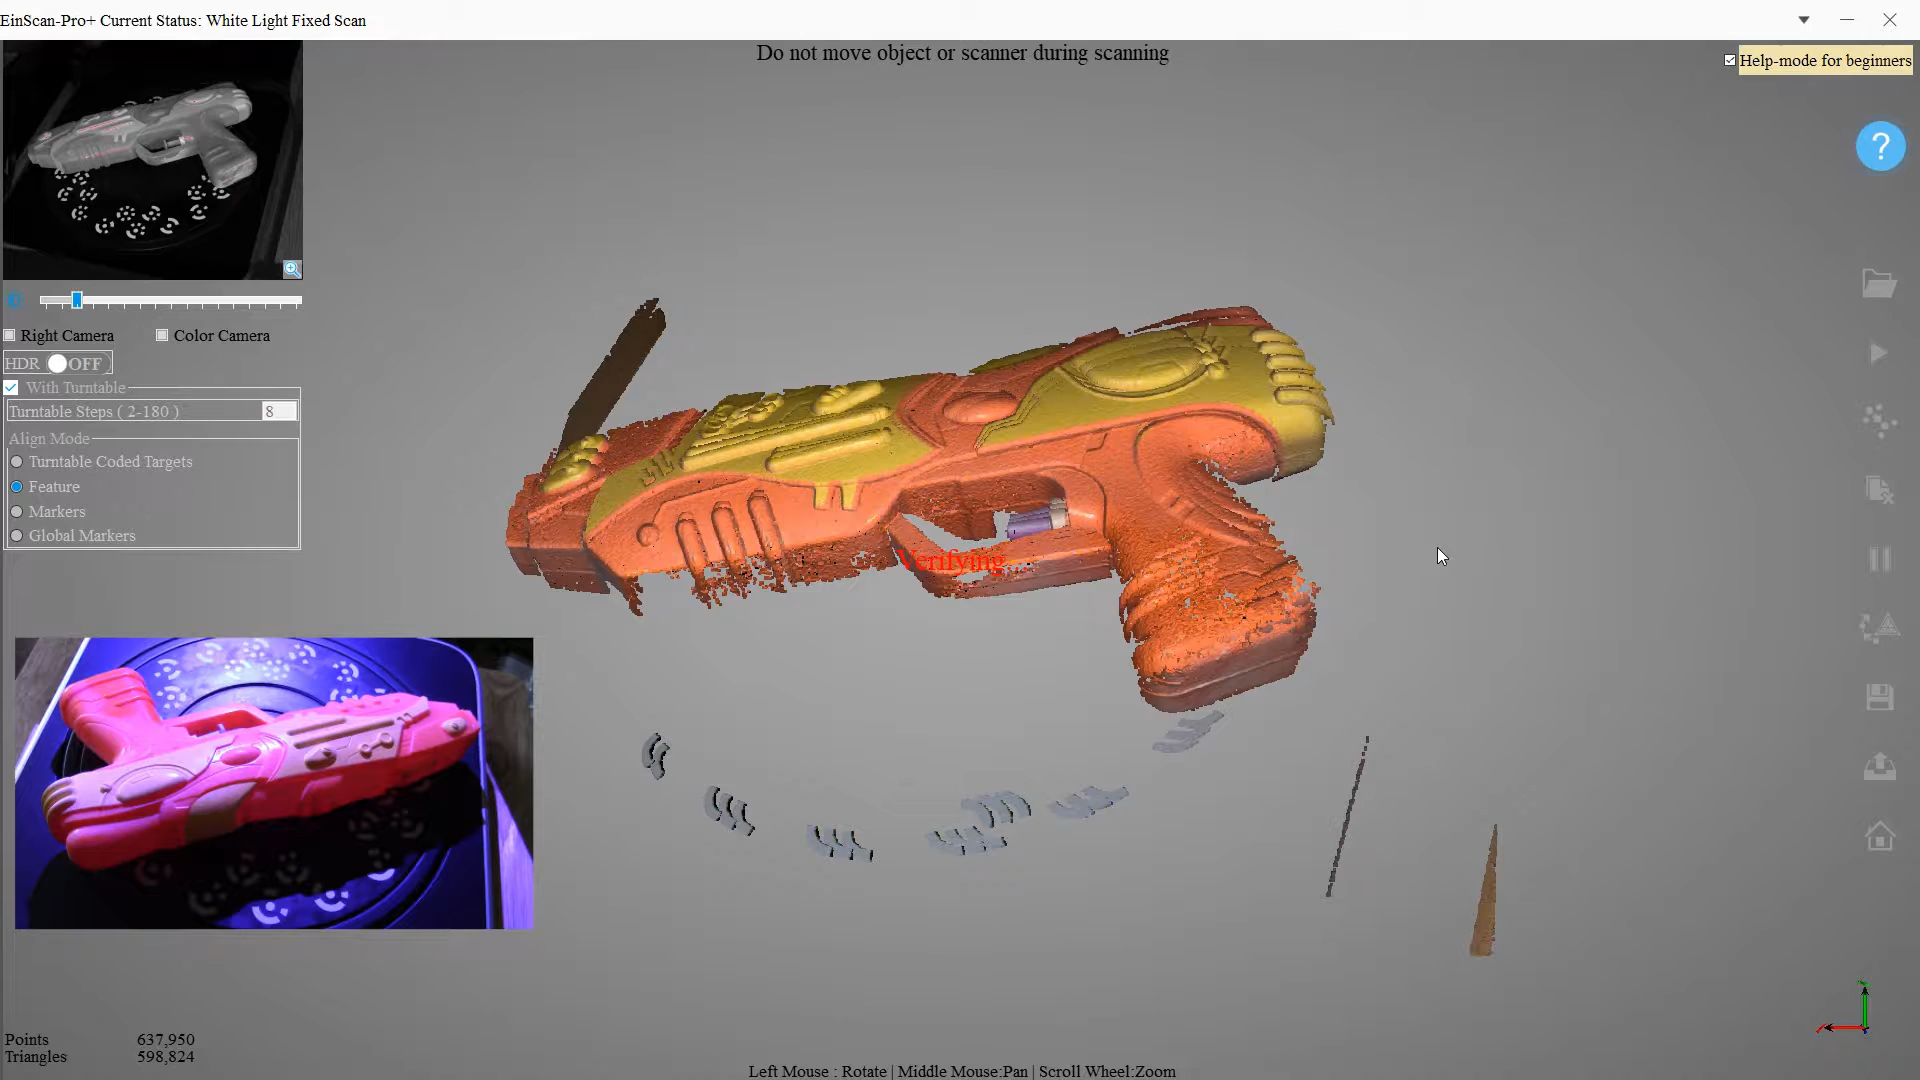 EinScan-Pro+ Current Status: White Light Fixed Scan
Do not move object or scanner during scanning
Help-mode for beginners
?
Right Camera
Color Camera
HDR OFF
With Turntable
Turntable Steps ( 2-180 ) 8
Align Mode
Turntable Coded Targets
Feature
Markers
Global Markers
Verifying...
Points 637,950
Triangles 598,824
Left Mouse : Rotate | Middle Mouse:Pan | Scroll Wheel:Zoom